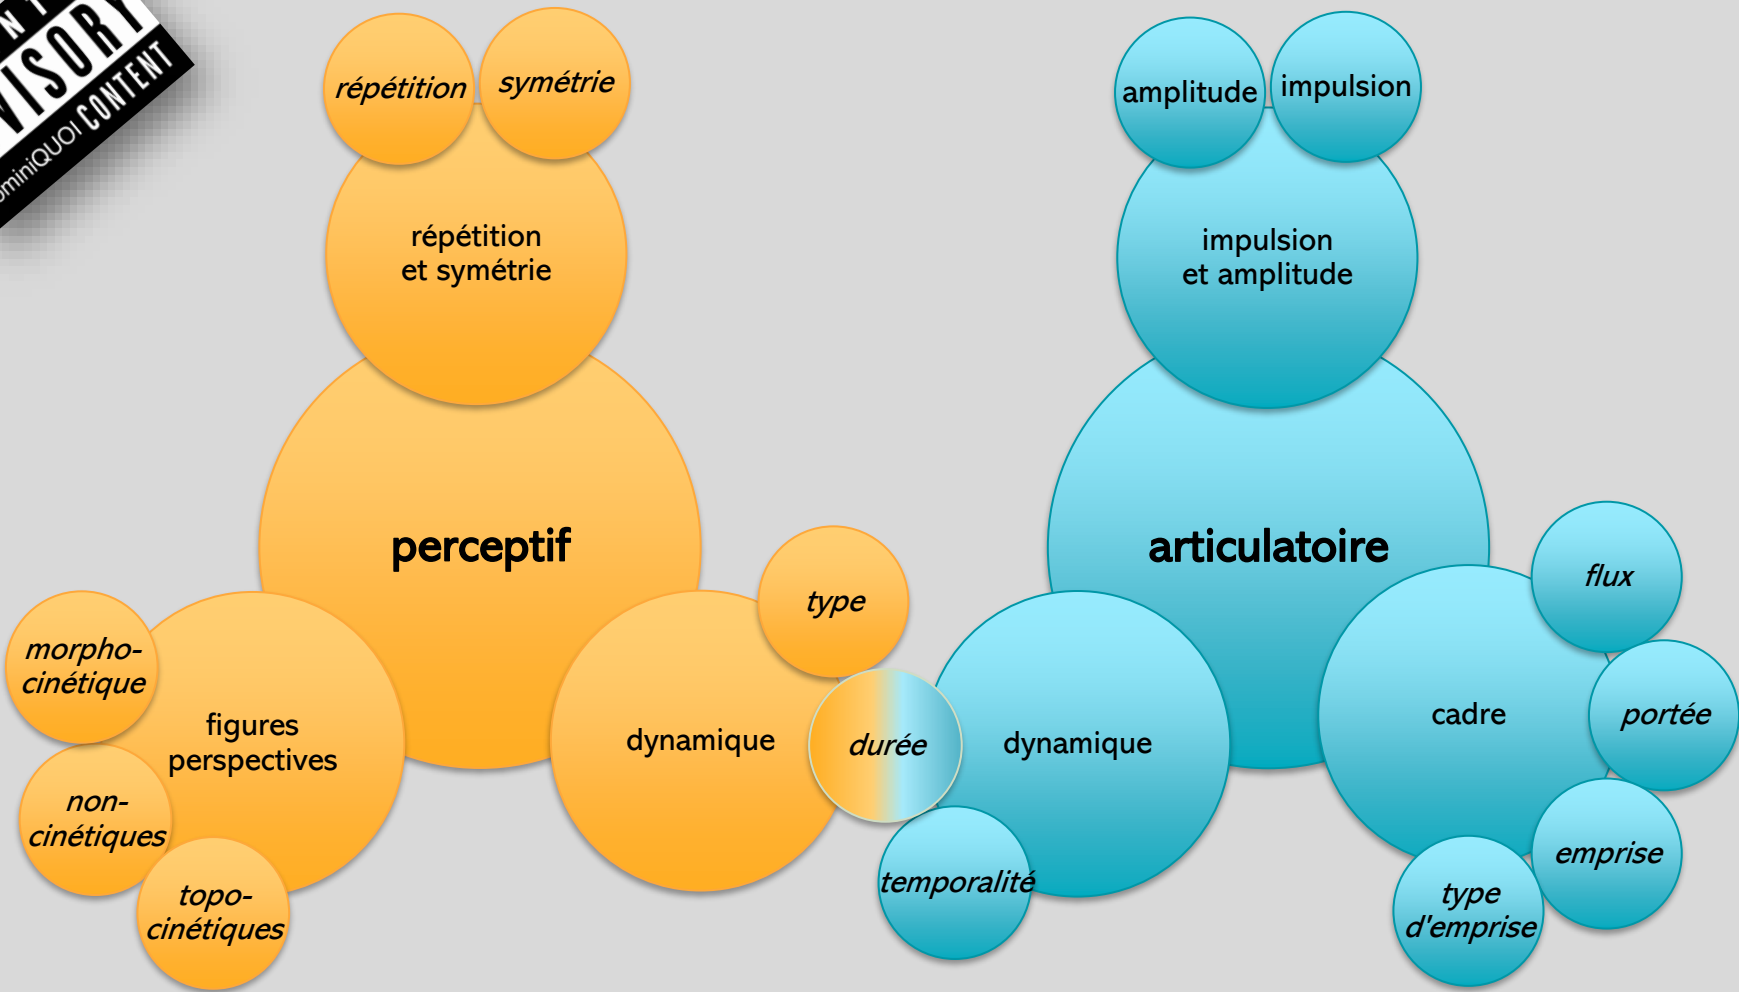 VISORY
CONTENT
répétition
symétrie
répétition
et symétrie
perceptif
morpho-
cinétique
non-
cinétiques
topo-
cinétiques
figures
perspectives
dynamique
type
durée
amplitude
impulsion
impulsion
et amplitude
articulatoire
dynamique
temporalité
cadre
flux
portée
emprise
type
d'emprise